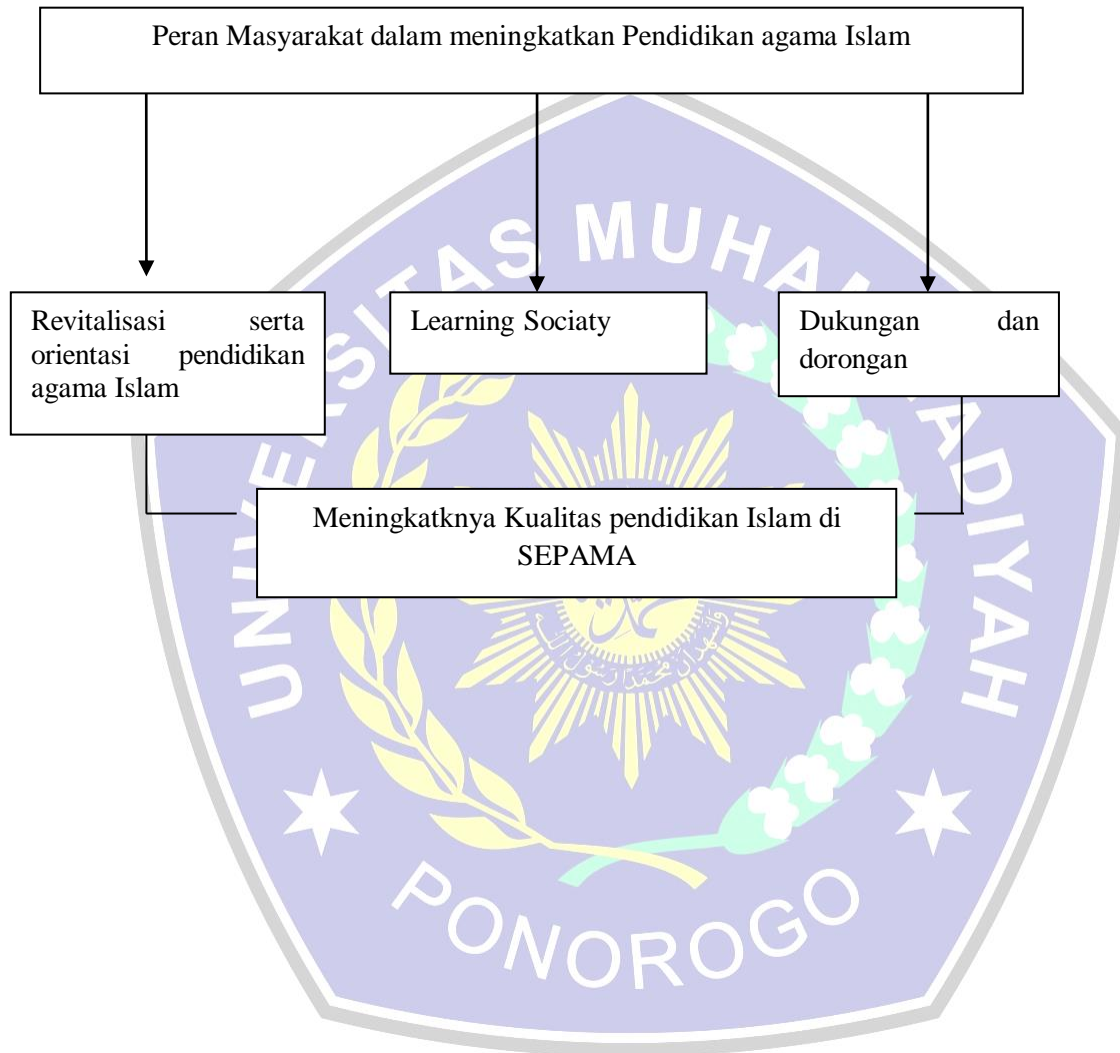 Peran Masyarakat dalam meningkatkan Pendidikan agama Islam
Revitalisasi serta
orientasi pendidikan
agama Islam
Learning Sociaty
Dukungan dan
dorongan
Meningkatknya Kualitas pendidikan Islam di
SEPAMA
UNIVERSITAS MUHAMMADIYAH
PONOROGO